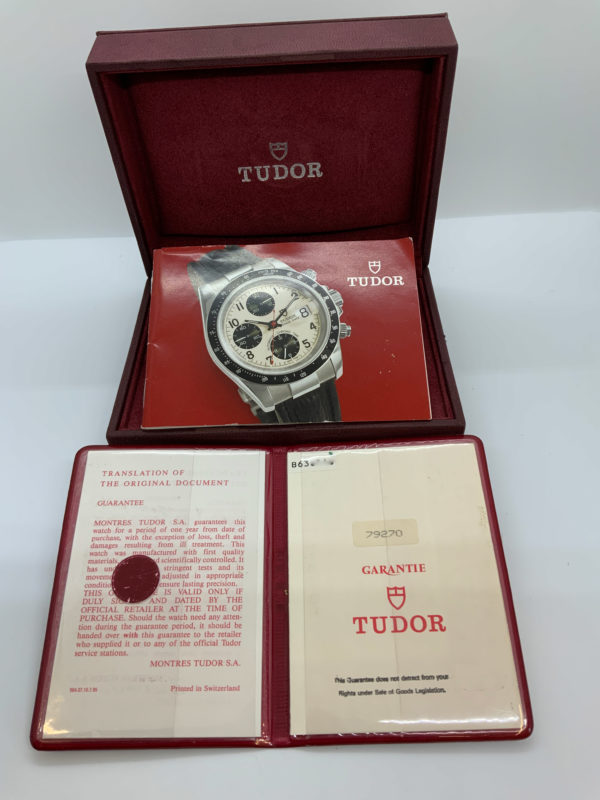 TUDOR
TUDOR
TRANSLATION OF
THE ORIGINAL DOCUMENT
GUARANTEE
MONTRES TUDOR S.A. guarantees this
watch for a period of one year from date of
purchase, with the exception of loss, theft and
damages resulting from ill treatment. This
watch was manufactured with first quality
materials, and scientifically controlled. It
has un stringent tests and its
movem adjusted in appropriate
condition ensure lasting precision.
THIS IS VALID ONLY IF
DULY SI AND DATED BY THE
OFFICIAL RETAILER AT THE TIME OF
PURCHASE. Should the watch need any atten-
tion during the guarantee period, it should be
handed over with this guarantee to the retailer
who supplied it or to any of the official Tudor
service stations.
MONTRES TUDOR S.A.
Printed in Switzerland
863
79270
GARANTIE
TUDOR
This Guarantee does not detract from your
Rights under Sale of Goods Legislation.